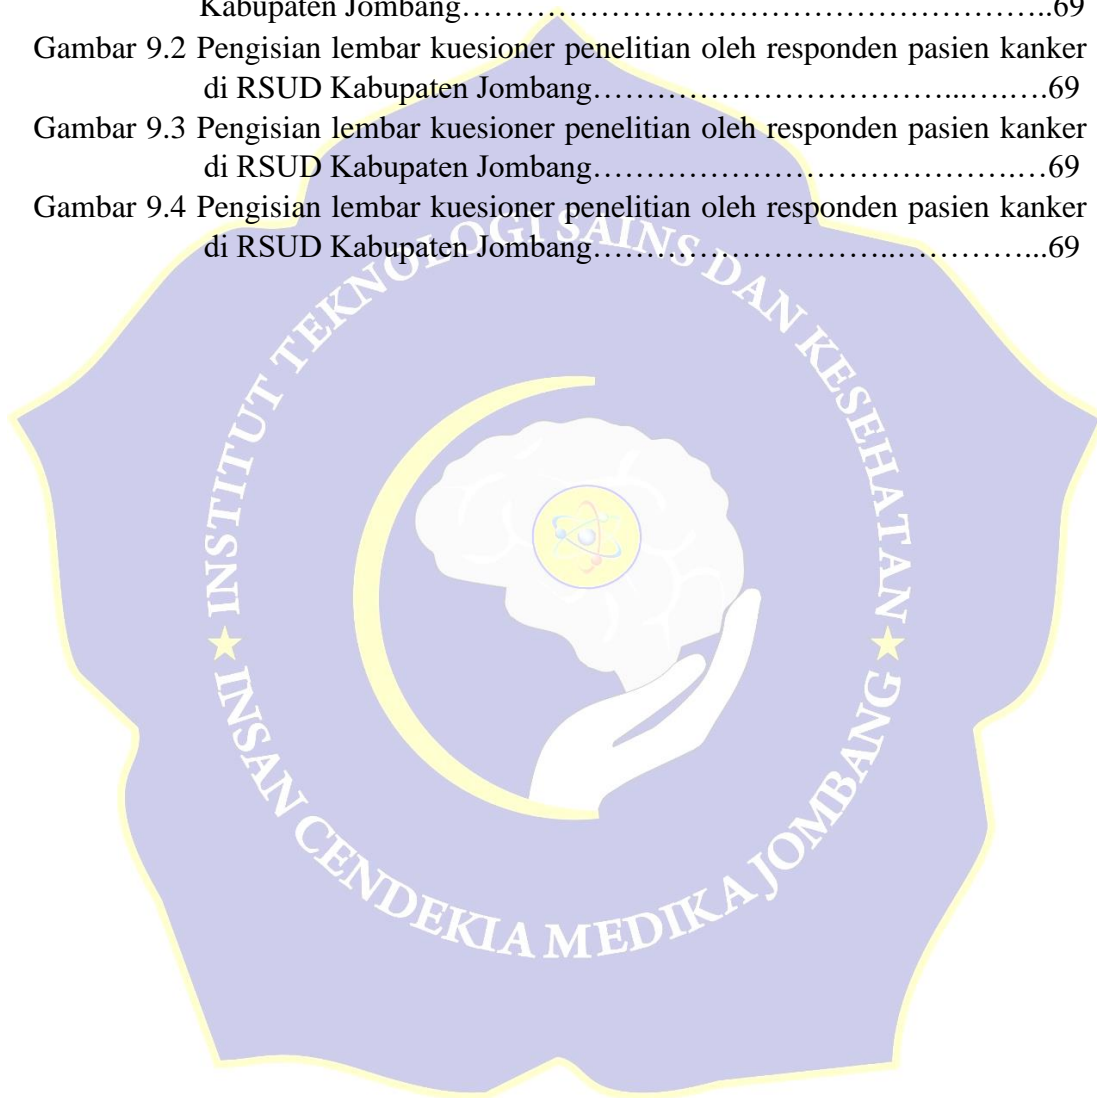 Kabupaten Jombang…………………………………………………..69
Gambar 9.2 Pengisian lembar kuesioner penelitian oleh responden pasien kanker
di RSUD Kabupaten Jombang……………………………...….….69
Gambar 9.3 Pengisian lembar kuesioner penelitian oleh responden pasien kanker
di RSUD Kabupaten Jombang………………………………….…69
Gambar 9.4 Pengisian lembar kuesioner penelitian oleh responden pasien kanker
di RSUD Kabupaten Jombang………………………..…………...69
INSTITUT TEKNOLOGI SAINS DAN KESEHATAN
INSAN CENDEKIA MEDIKA JOMBANG